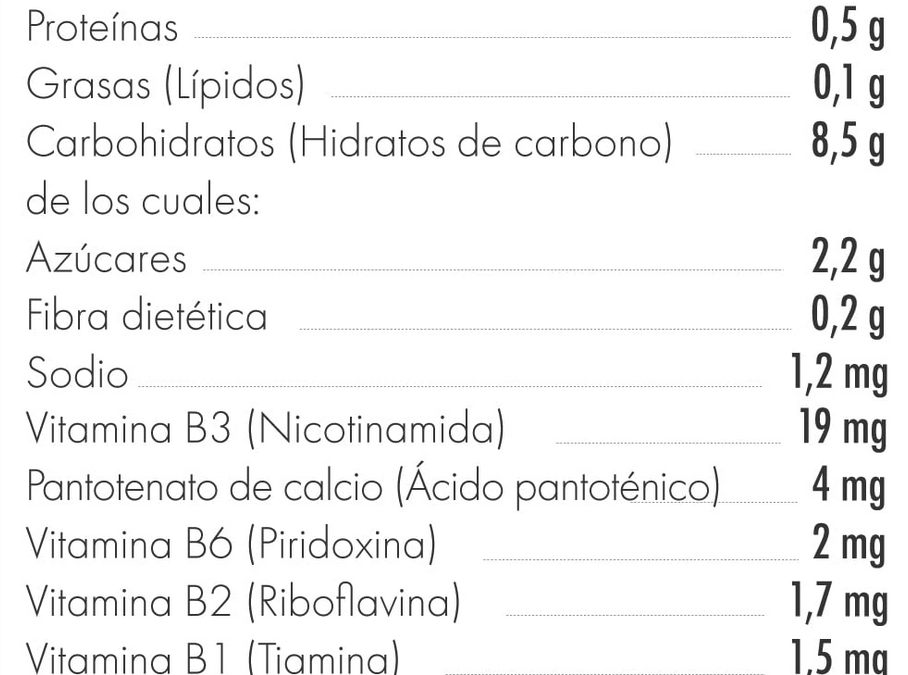 Proteínas 0,5 g
Grasas (Lípidos) 0,1 g
Carbohidratos (Hidratos de carbono) 8,5 g
de los cuales:
Azúcares 2,2 g
Fibra dietética 0,2 g
Sodio 1,2 mg
Vitamina B3 (Nicotinamida) 19 mg
Pantotenato de calcio (Ácido pantoténico) 4 mg
Vitamina B6 (Piridoxina) 2 mg
Vitamina B2 (Riboflavina) 1,7 mg
Vitamina B1 (Tiamina) 1,5 mg